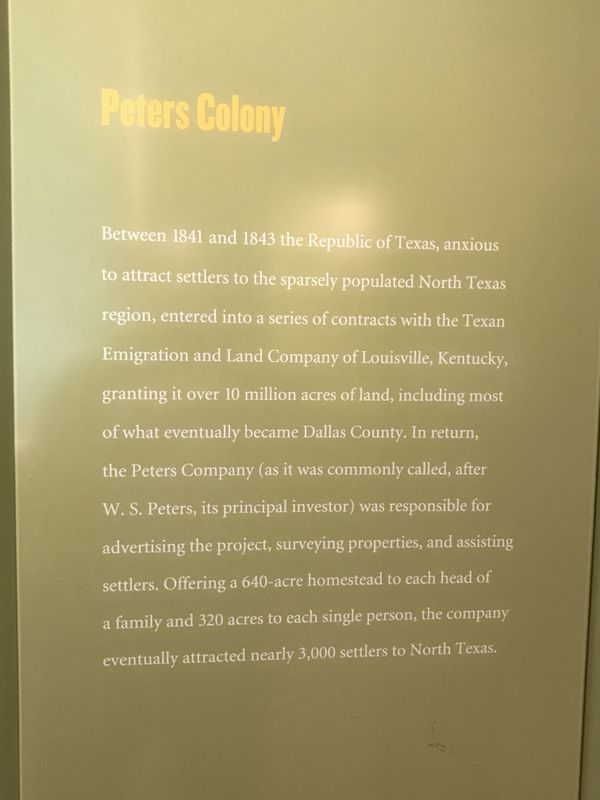 Peters Colony
Between 1841 and 1843 the Republic of Texas, anxious
to attract settlers to the sparsely populated North Texas
region, entered into a series of contracts with the Texan
Emigration and Land Company of Louisville, Kentucky,
granting it over 10 million acres of land, including most
of what eventually became Dallas County. In return,
the Peters Company (as it was commonly called, after
W. S. Peters, its principal investor) was responsible for
advertising the project, surveying properties, and assisting
settlers. Offering a 640-acre homestead to each head of
a family and 320 acres to each single person, the company
eventually attracted nearly 3,000 settlers to North Texas.